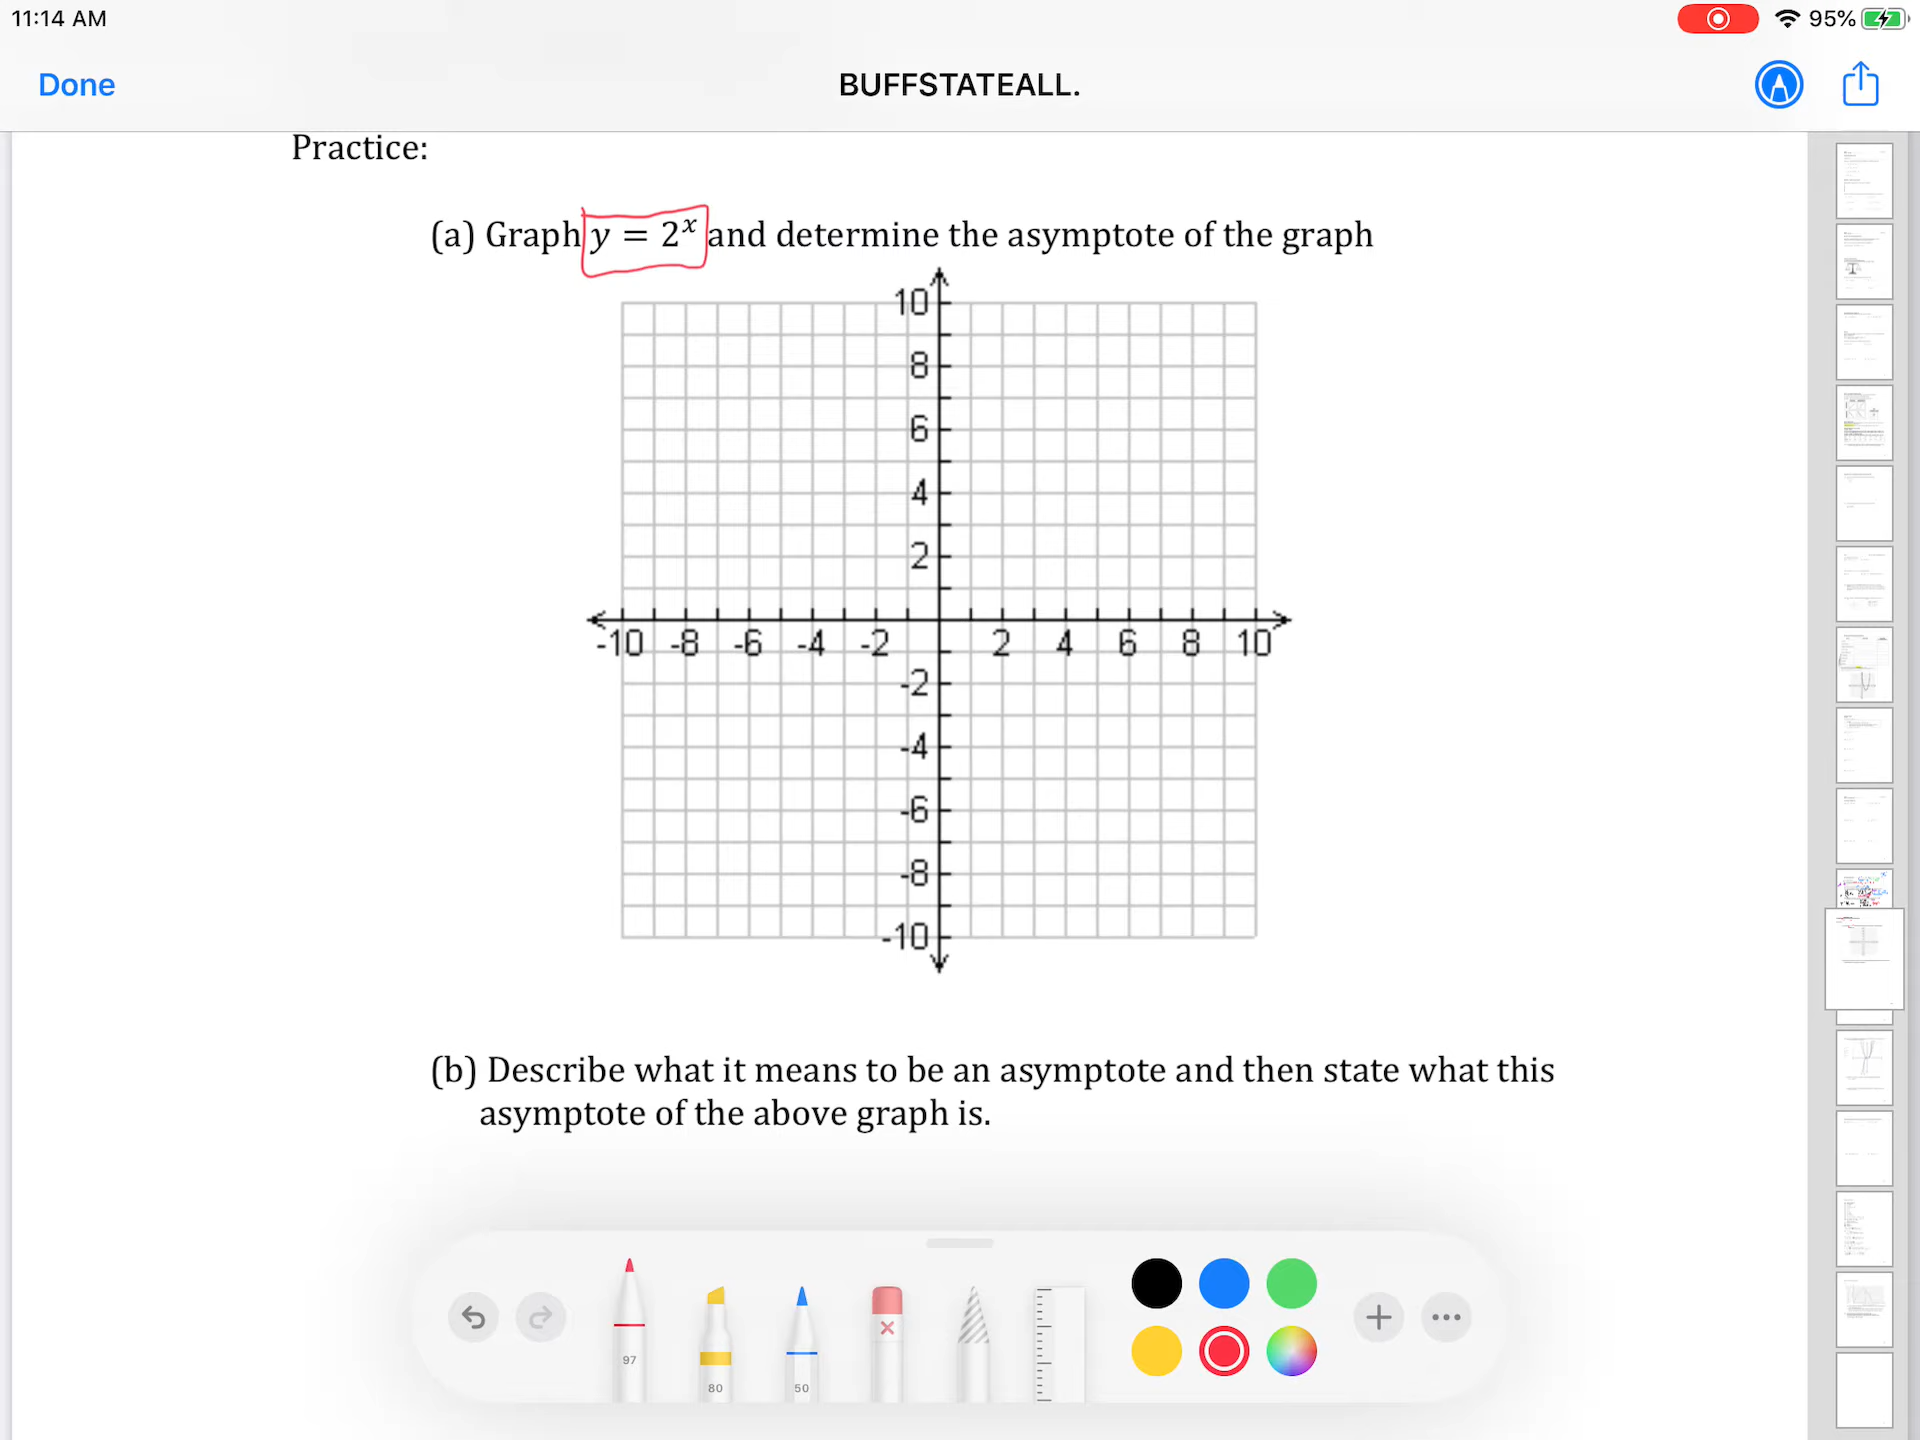 11:14 AM
95%
Done
BUFFSTATEALL.
Practice:
(a) Graph y = 2^x and determine the asymptote of the graph
10
8
6
4
2
-10 -8 -6 -4 -2 2 4 6 8 10
-2
-4
-6
-8
-10
(b) Describe what it means to be an asymptote and then state what this
asymptote of the above graph is.
97
80
50